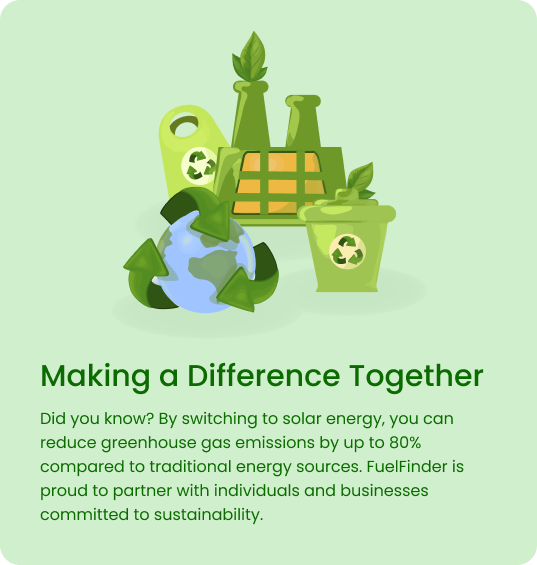 Making a Difference Together
Did you know? By switching to solar energy, you can
reduce greenhouse gas emissions by up to 80%
compared to traditional energy sources. FuelFinder is
proud to partner with individuals and businesses
committed to sustainability.